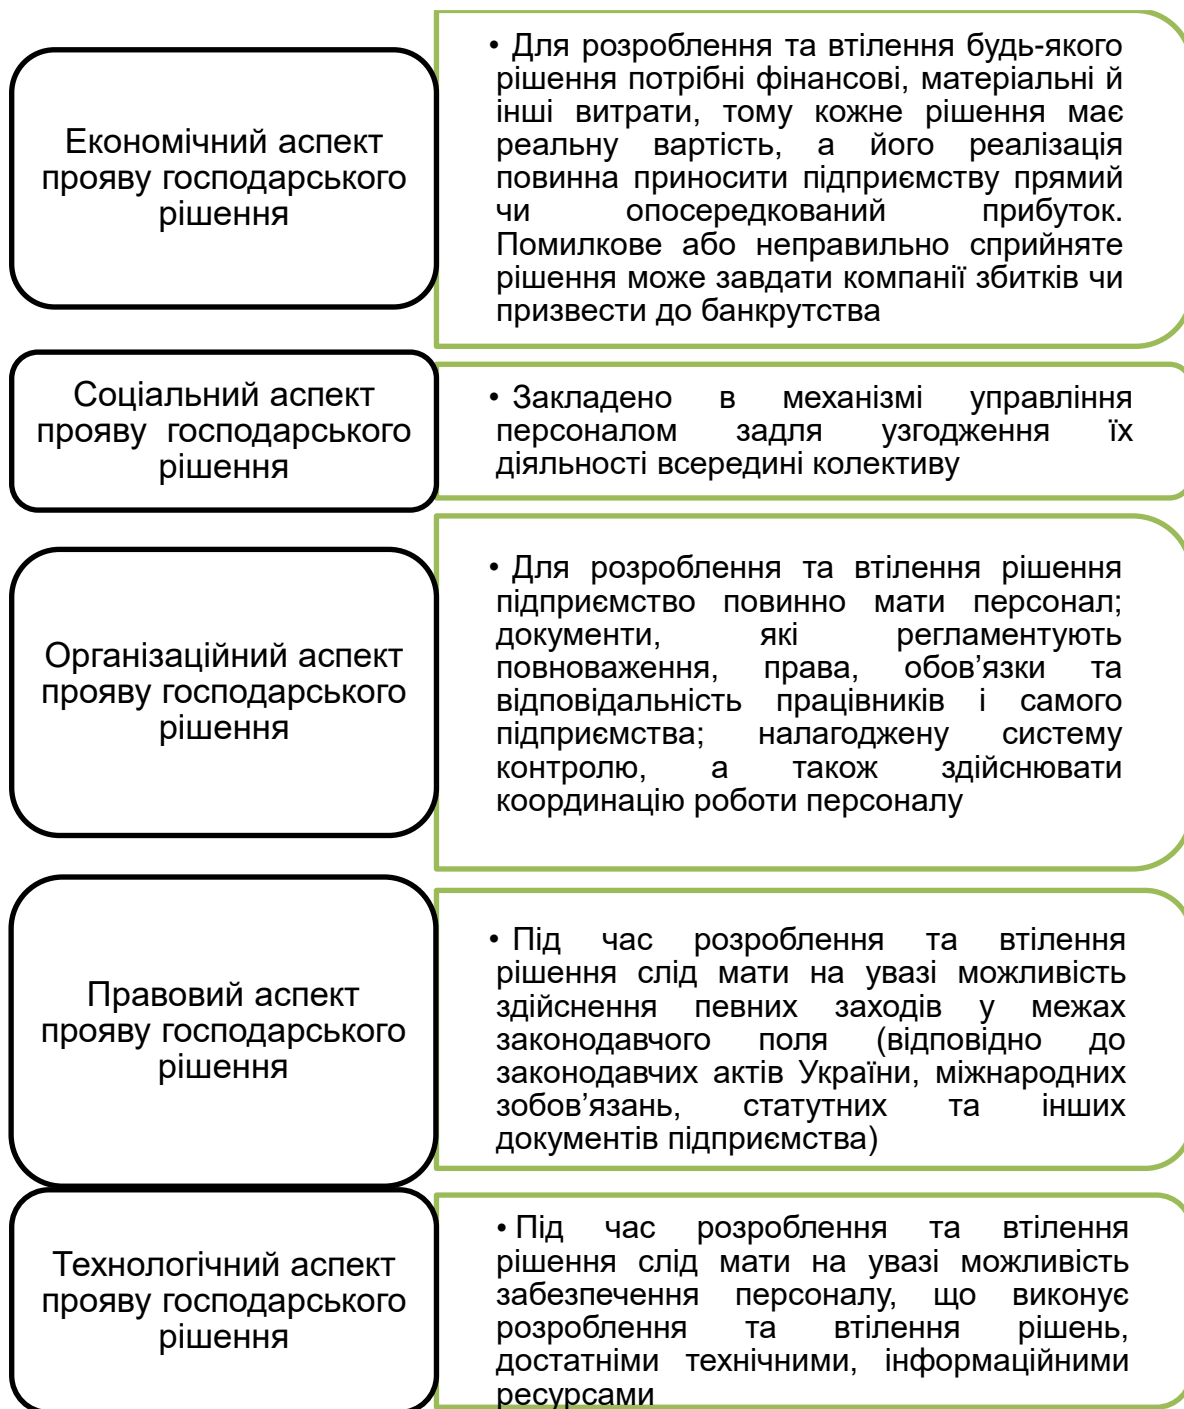 Економічний аспект
прояву господарського
рішення
• Для розроблення та втілення будь-якого
рішення потрібні фінансові, матеріальні й
інші витрати, тому кожне рішення має
реальну вартість, а його реалізація
повинна приносити підприємству прямий
чи опосередкований прибуток.
Помилкове або неправильно сприйняте
рішення може завдати компанії збитків чи
призвести до банкрутства
Соціальний аспект
прояву господарського
рішення
• Закладено в механізмі управління
персоналом задля узгодження їх
діяльності всередині колективу
Організаційний аспект
прояву господарського
рішення
• Для розроблення та втілення рішення
підприємство повинно мати персонал;
документи, які регламентують
повноваження, права, обов’язки та
відповідальність працівників і самого
підприємства; налагоджену систему
контролю, а також здійснювати
координацію роботи персоналу
Правовий аспект
прояву господарського
рішення
• Під час розроблення та втілення
рішення слід мати на увазі можливість
здійснення певних заходів у межах
законодавчого поля (відповідно до
законодавчих актів України, міжнародних
зобов’язань, статутних та інших
документів підприємства)
Технологічний аспект
прояву господарського
рішення
• Під час розроблення та втілення
рішення слід мати на увазі можливість
забезпечення персоналу, що виконує
розроблення та втілення рішень,
достатніми технічними, інформаційними
ресурсами